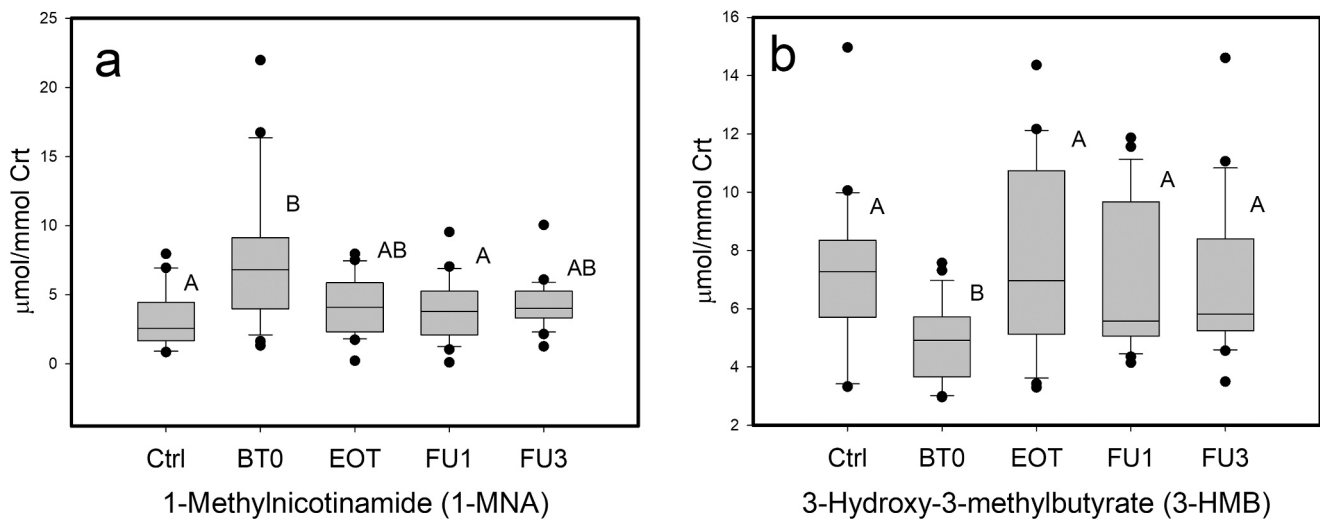 a
25
20
15
10
5
0
μmol/mmol Crt
A
B
AB
A
AB
Ctrl BT0 EOT FU1 FU3
1-Methylnicotinamide (1-MNA)
b
16
14
12
10
8
6
4
2
μmol/mmol Crt
A
B
A
A
A
Ctrl BT0 EOT FU1 FU3
3-Hydroxy-3-methylbutyrate (3-HMB)